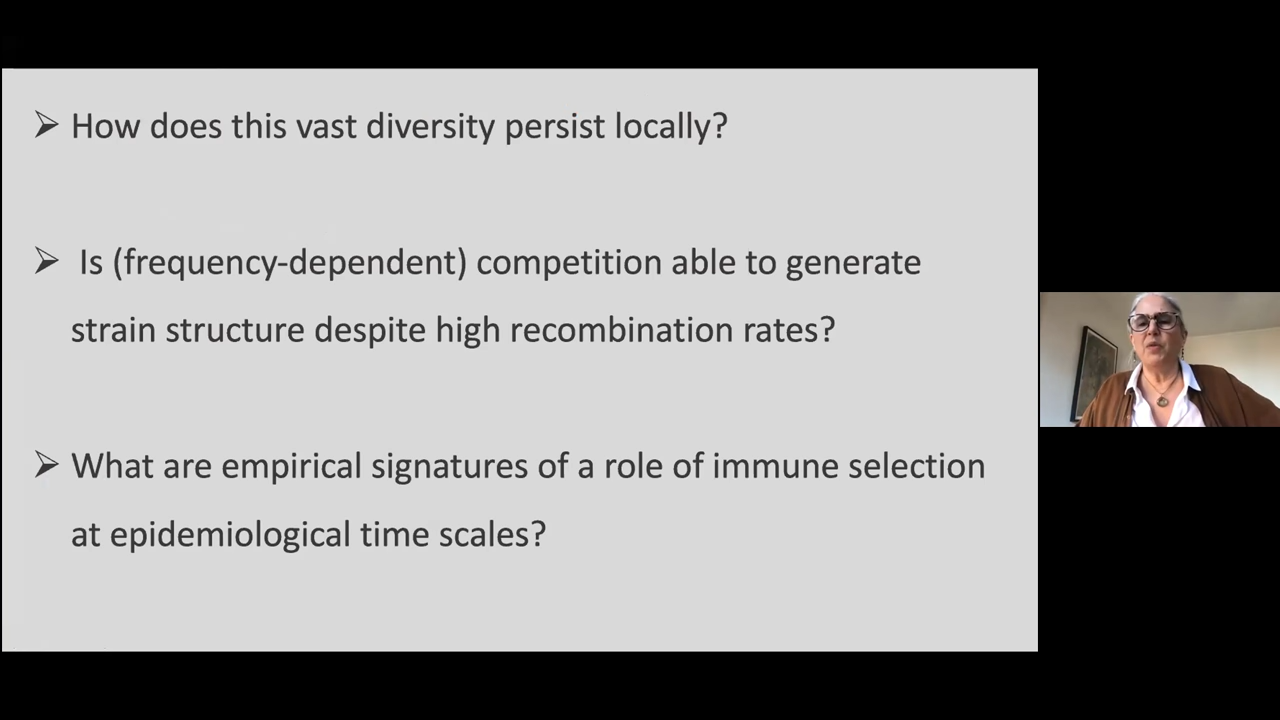 ➢ How does this vast diversity persist locally?
➢ Is (frequency-dependent) competition able to generate
strain structure despite high recombination rates?
➢ What are empirical signatures of a role of immune selection
at epidemiological time scales?